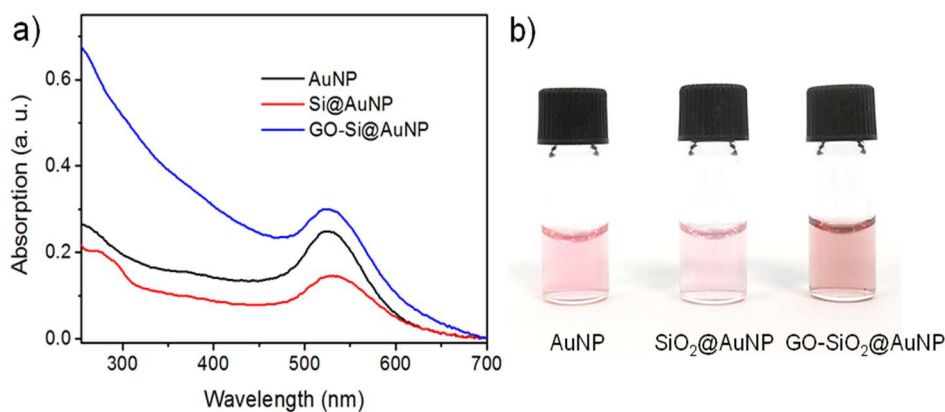 a)
AuNP
Si@AuNP
GO-Si@AuNP
Absorption (a. u.)
0.6
0.4
0.2
0.0
300
400
500
600
700
Wavelength (nm)
b)
AuNP
SiO₂@AuNP
GO-SiO₂@AuNP